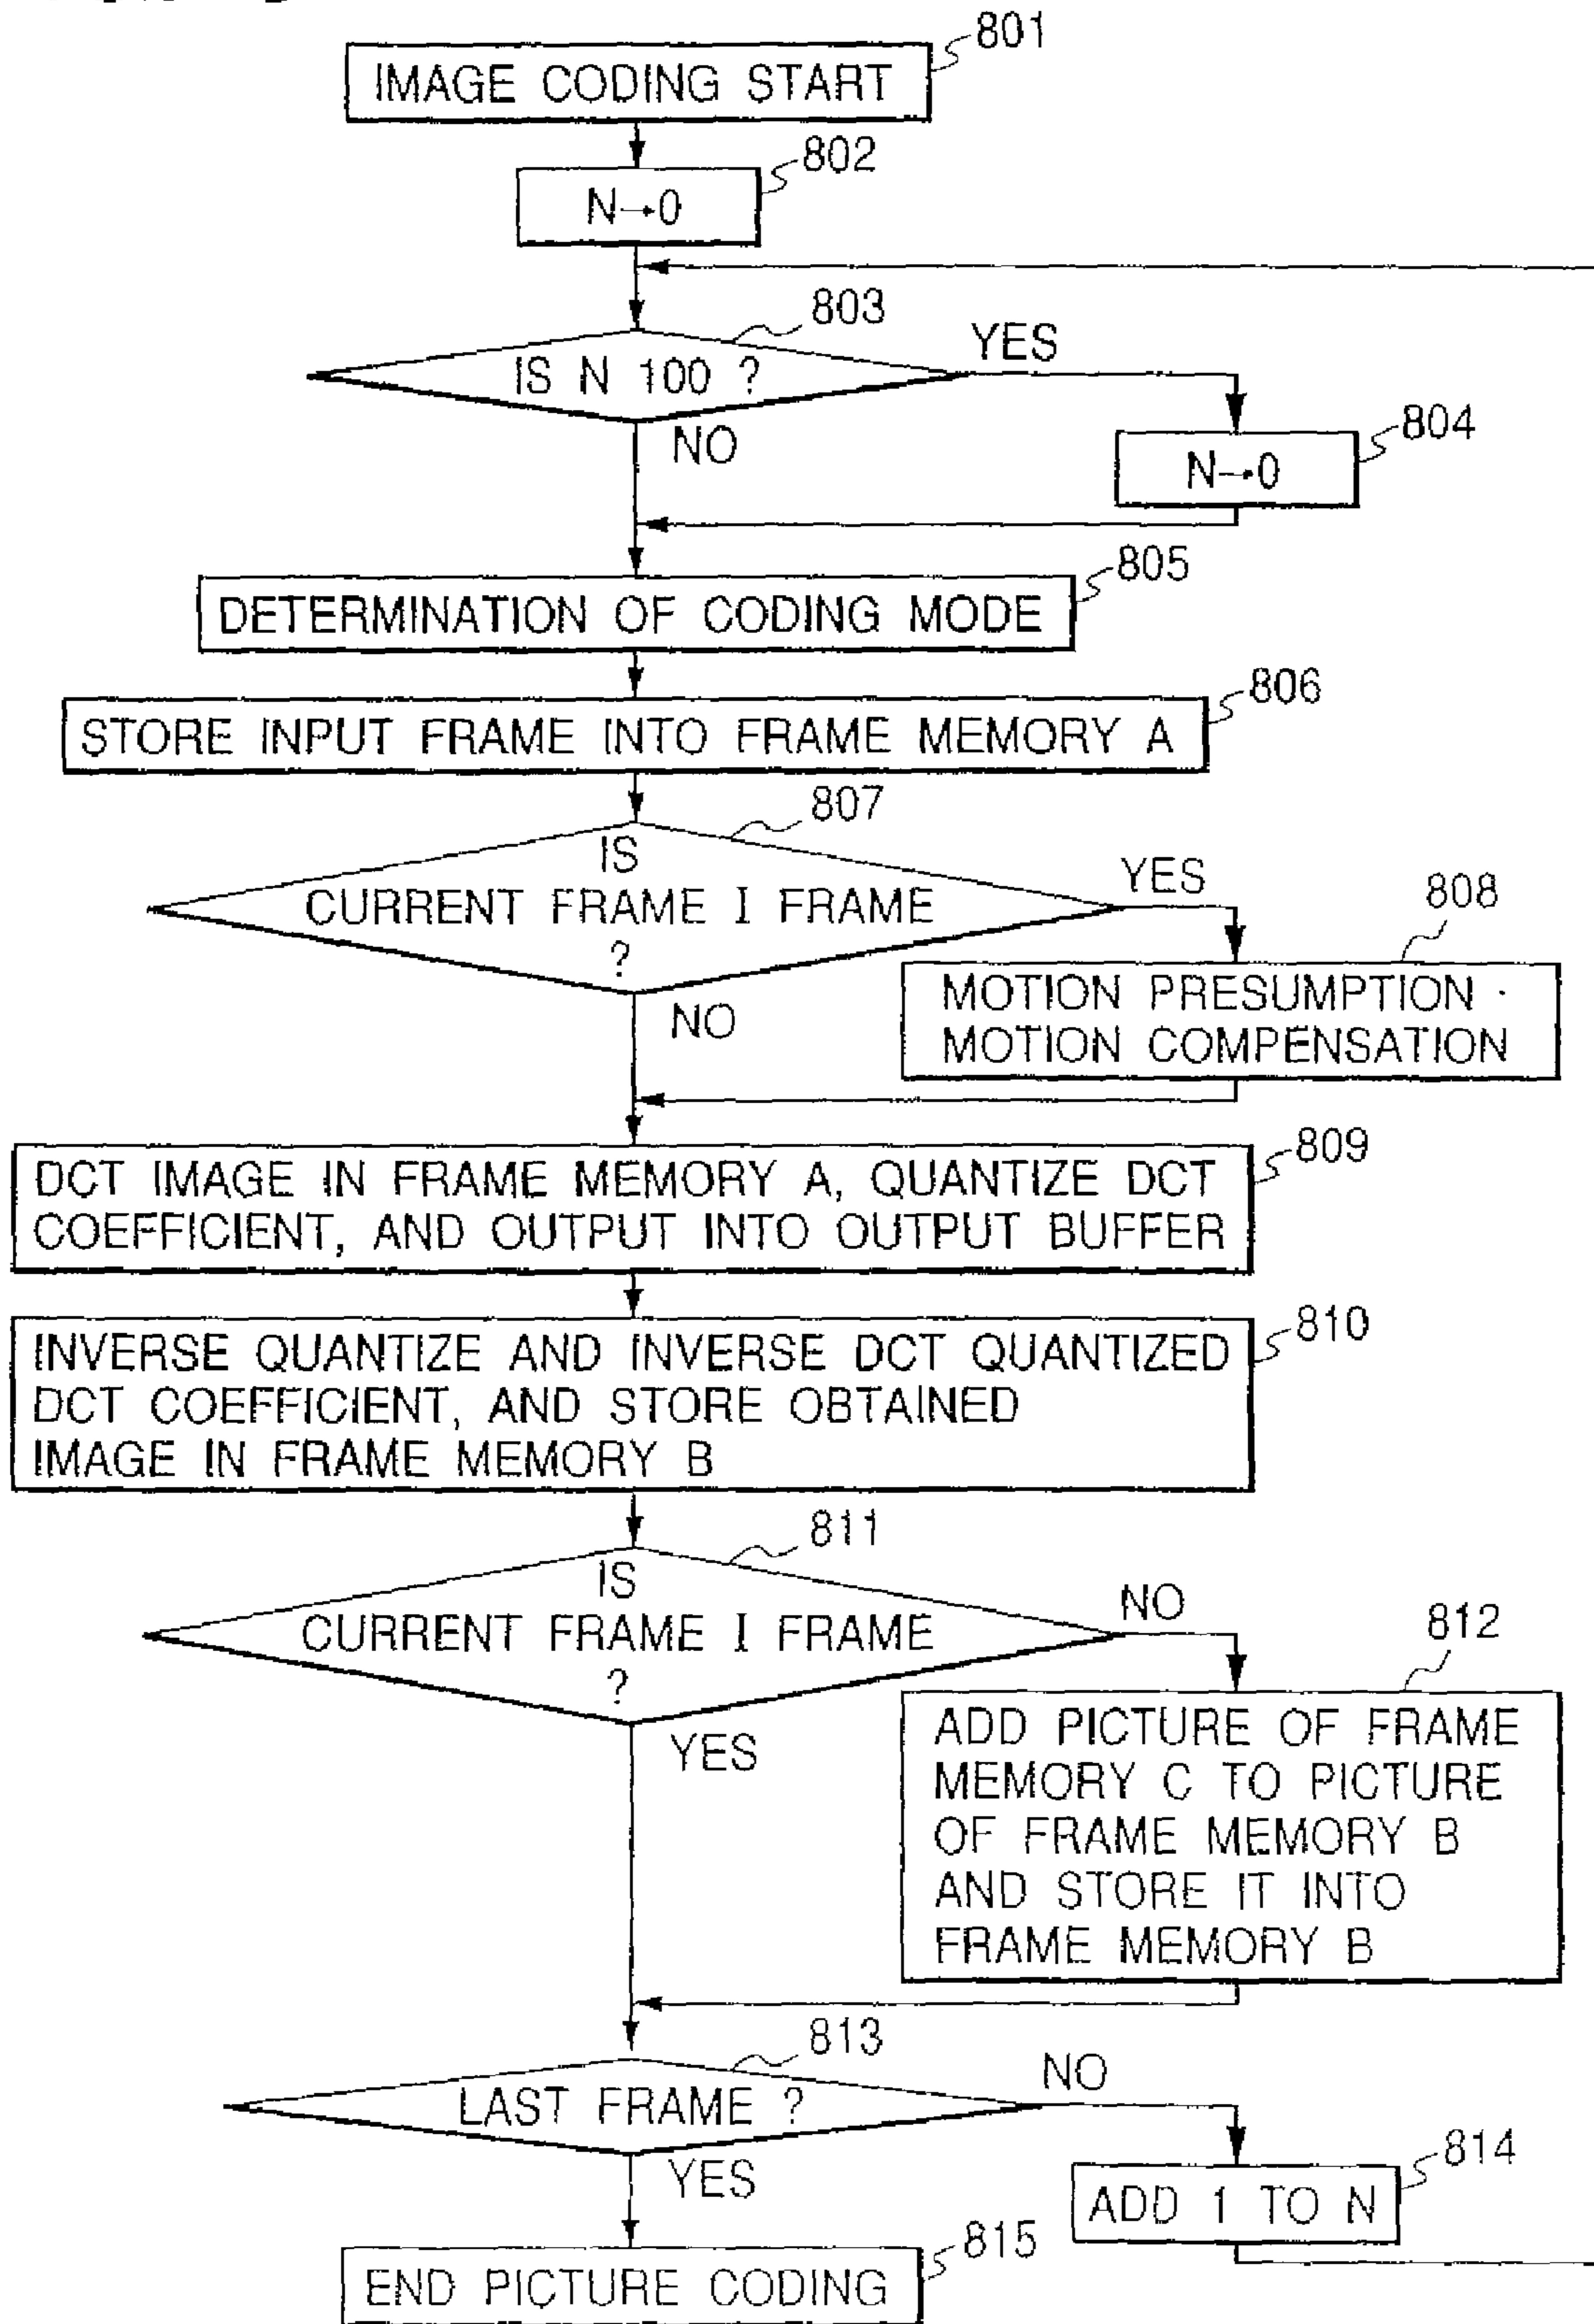 801
IMAGE CODING START
802
N→0
803
IS N 100 ?
YES
NO
804
N→0
805
DETERMINATION OF CODING MODE
806
STORE INPUT FRAME INTO FRAME MEMORY A
807
IS
CURRENT FRAME I FRAME
?
YES
NO
808
MOTION PRESUMPTION ·
MOTION COMPENSATION
809
DCT IMAGE IN FRAME MEMORY A, QUANTIZE DCT
COEFFICIENT, AND OUTPUT INTO OUTPUT BUFFER
810
INVERSE QUANTIZE AND INVERSE DCT QUANTIZED
DCT COEFFICIENT, AND STORE OBTAINED
IMAGE IN FRAME MEMORY B
811
IS
CURRENT FRAME I FRAME
?
NO
YES
812
ADD PICTURE OF FRAME
MEMORY C TO PICTURE
OF FRAME MEMORY B
AND STORE IT INTO
FRAME MEMORY B
813
LAST FRAME ?
NO
YES
814
ADD 1 TO N
815
END PICTURE CODING